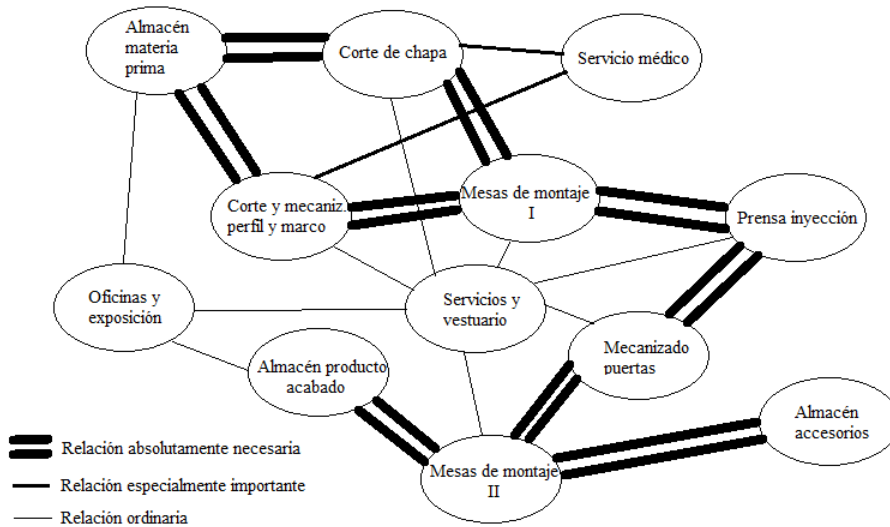 Almacén
materia
prima
Corte de chapa
Servicio médico
Corte y mecaniz.
perfil y marco
Mesas de montaje
I
Prensa inyección
Oficinas y
exposición
Servicios y
vestuario
Almacén producto
acabado
Mecanizado
puertas
Almacén
accesorios
Mesas de montaje
II
Relación absolutamente necesaria
Relación especialmente importante
Relación ordinaria